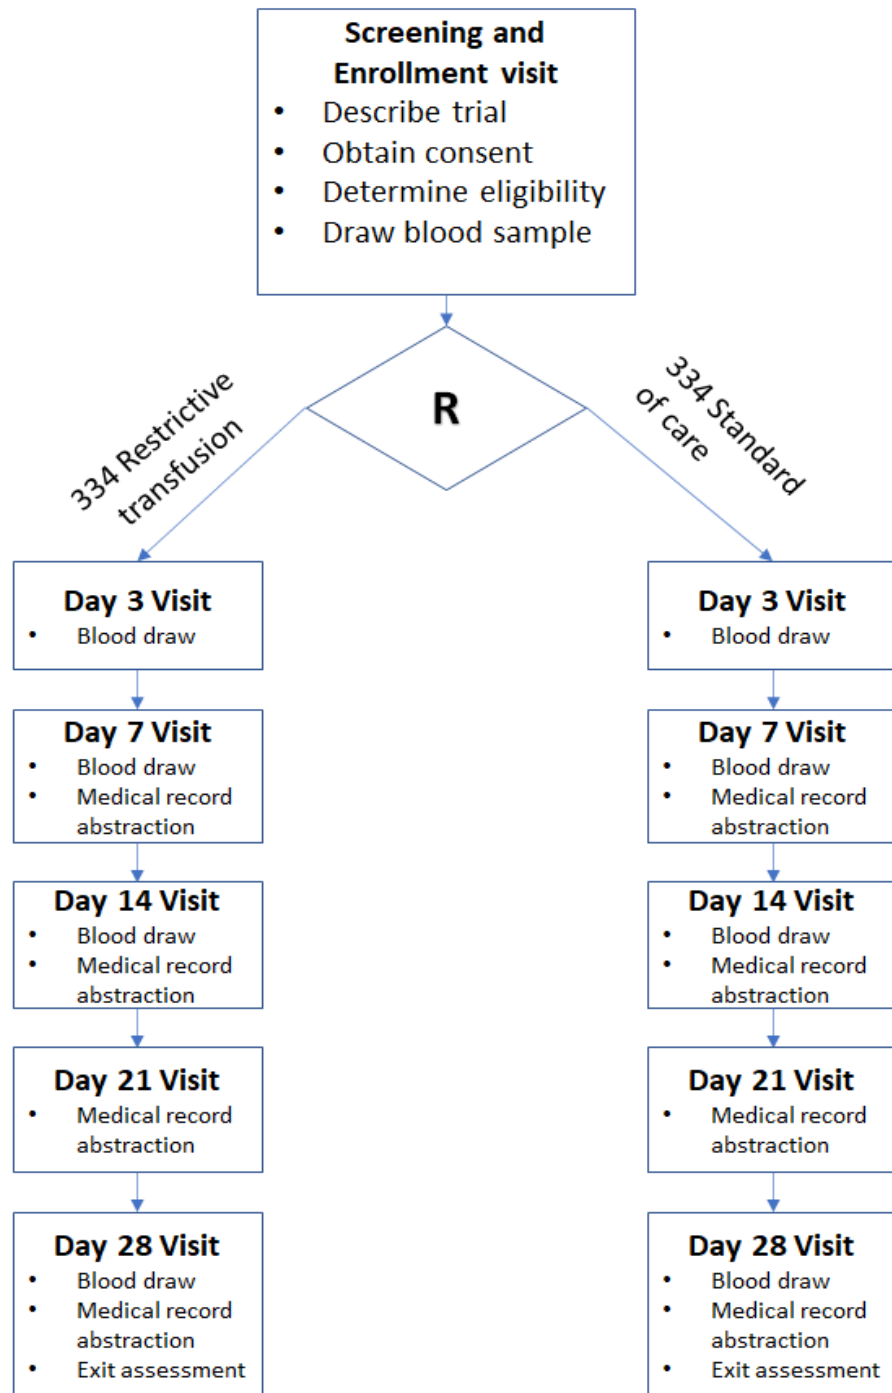 Screening and
Enrollment visit
• Describe trial
• Obtain consent
• Determine eligibility
• Draw blood sample
R
334 Restrictive
transfusion
334 Standard
of care
Day 3 Visit
• Blood draw
Day 7 Visit
• Blood draw
• Medical record
abstraction
Day 14 Visit
• Blood draw
• Medical record
abstraction
Day 21 Visit
• Medical record
abstraction
Day 28 Visit
• Blood draw
• Medical record
abstraction
• Exit assessment
Day 3 Visit
• Blood draw
Day 7 Visit
• Blood draw
• Medical record
abstraction
Day 14 Visit
• Blood draw
• Medical record
abstraction
Day 21 Visit
• Medical record
abstraction
Day 28 Visit
• Blood draw
• Medical record
abstraction
• Exit assessment